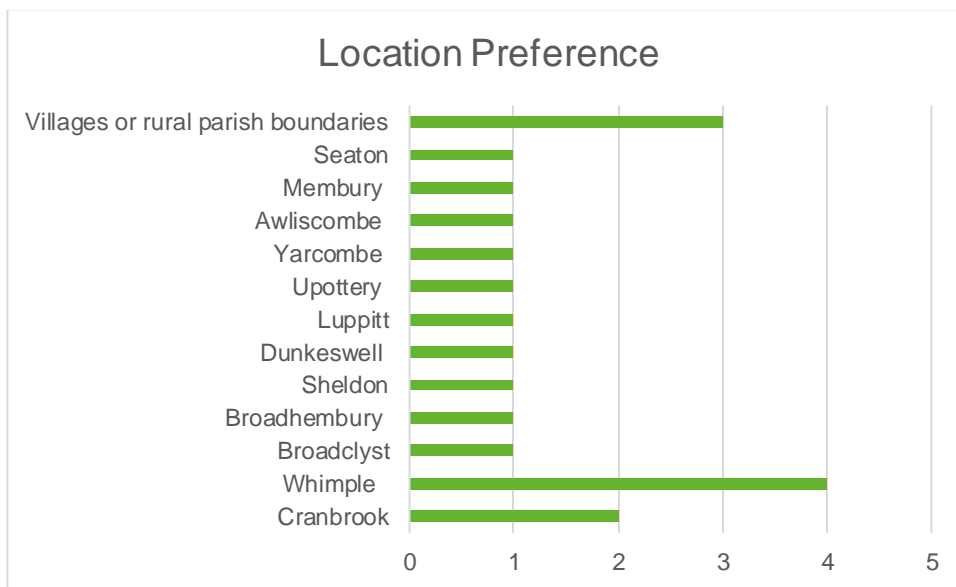 Location Preference
Villages or rural parish boundaries
Seaton
Membury
Awliscombe
Yarcombe
Upottery
Luppitt
Dunkeswell
Sheldon
Broadhembury
Broadclyst
Whimple
Cranbrook
0 1 2 3 4 5